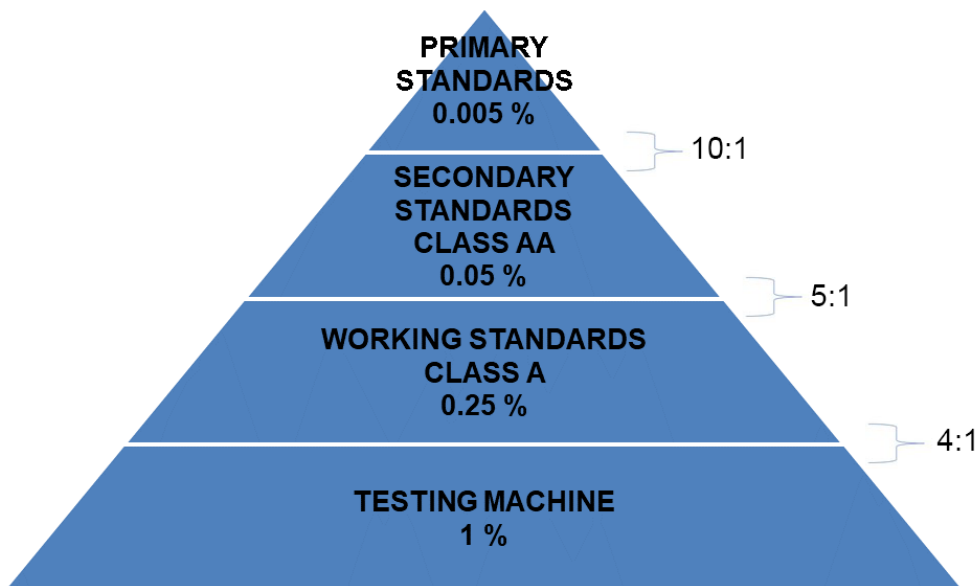 PRIMARY
STANDARDS
0.005 %
10:1
SECONDARY
STANDARDS
CLASS AA
0.05 %
5:1
WORKING STANDARDS
CLASS A
0.25 %
4:1
TESTING MACHINE
1 %